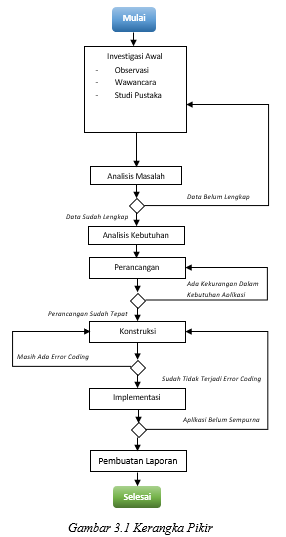 Mulai
Investigasi Awal
- Observasi
- Wawancara
- Studi Pustaka
Analisis Masalah
Data Belum Lengkap
Data Sudah Lengkap
Analisis Kebutuhan
Perancangan
Ada Kekurangan Dalam
Kebutuhan Aplikasi
Perancangan Sudah Tepat
Konstruksi
Masih Ada Error Coding
Sudah Tidak Terjadi Error Coding
Implementasi
Aplikasi Belum Sempurna
Pembuatan Laporan
Selesai
Gambar 3.1 Kerangka Pikir